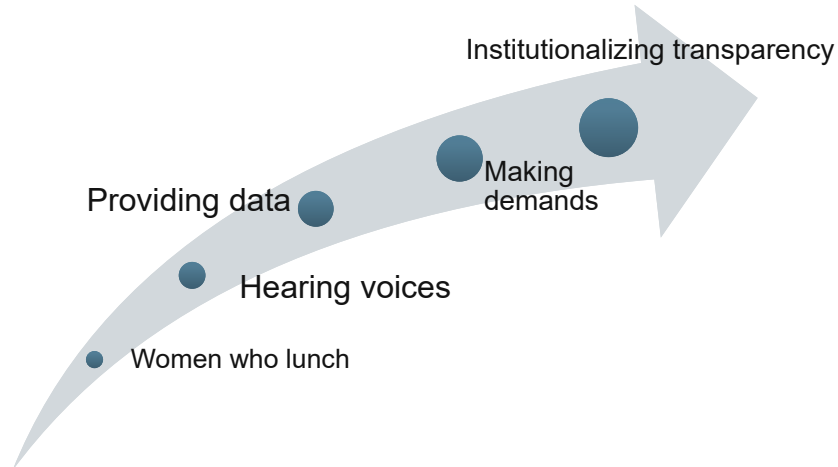 Institutionalizing transparency
Making
demands
Providing data
Hearing voices
Women who lunch